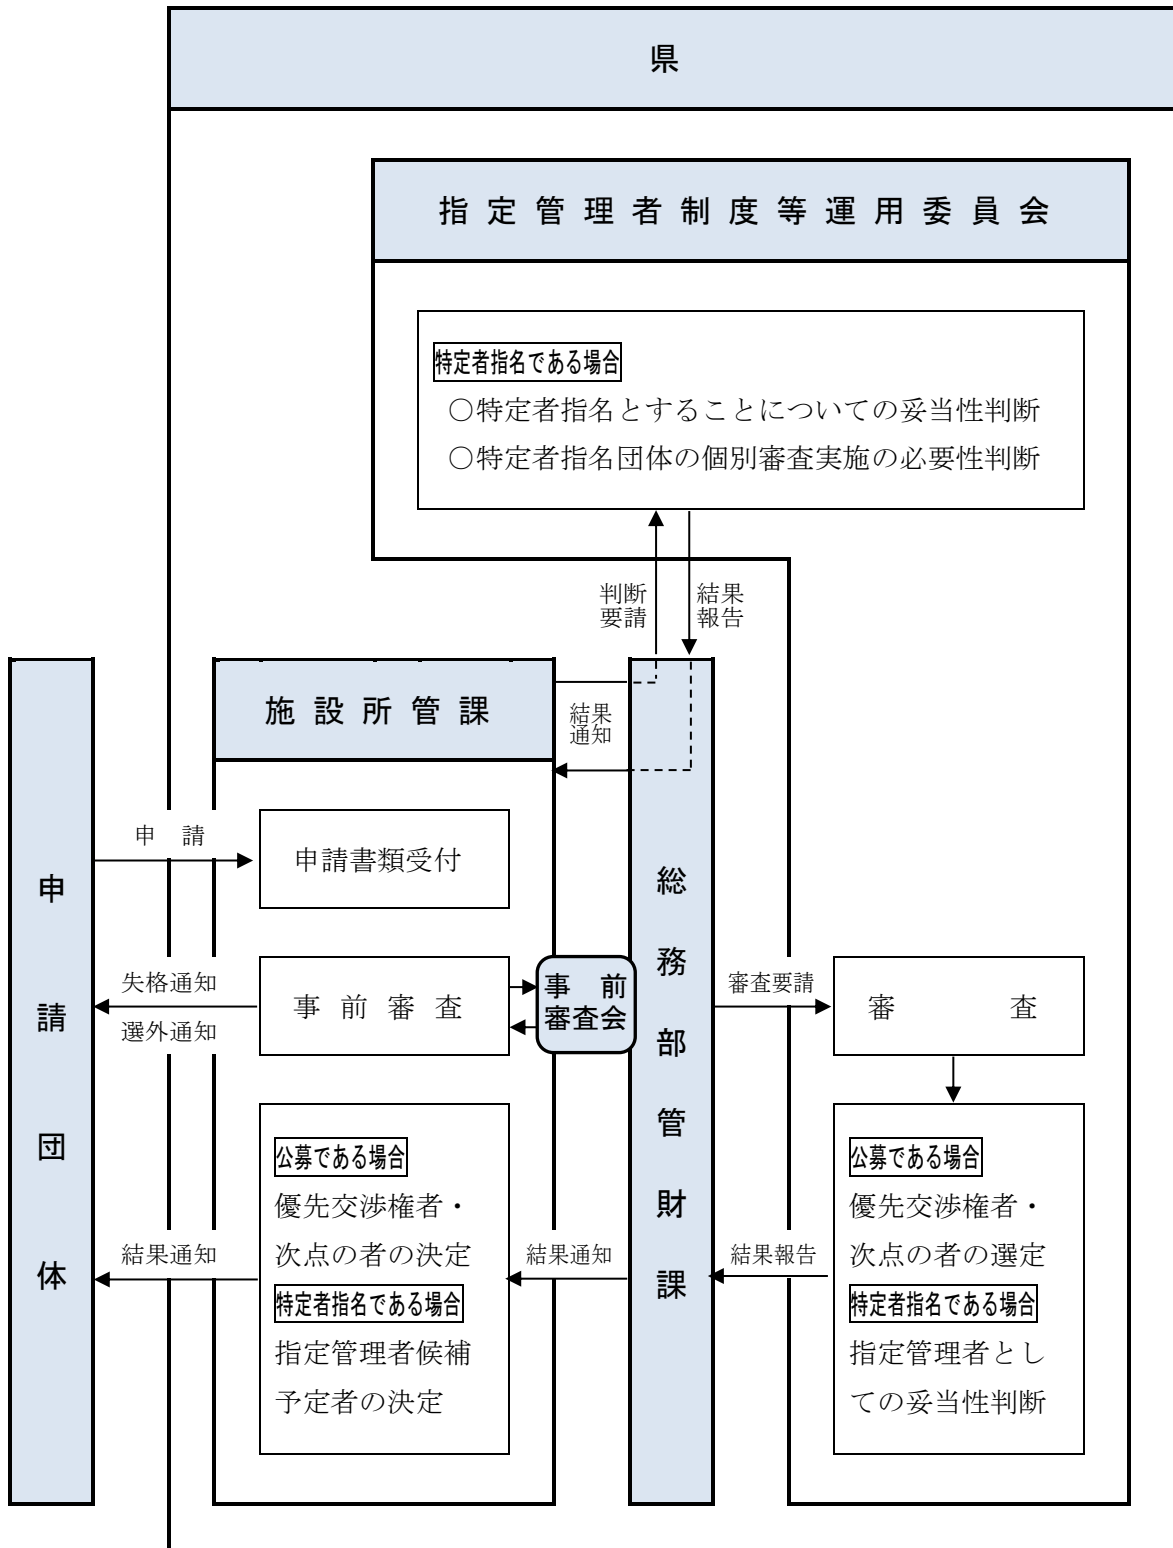 県
指定管理者制度等運用委員会
特定者指名である場合
○特定者指名とすることについての妥当性判断
○特定者指名団体の個別審査実施の必要性判断
判断
要請
結果
報告
施設所管課
結果
通知
申請団体
総務部管財課
申請
申請書類受付
失格通知
選外通知
事前審査
事前
審査会
審査要請
審査
公募である場合
優先交渉権者・
次点の者の決定
特定者指名である場合
指定管理者候補
予定者の決定
結果通知
結果通知
結果報告
公募である場合
優先交渉権者・
次点の者の選定
特定者指名である場合
指定管理者とし
ての妥当性判断